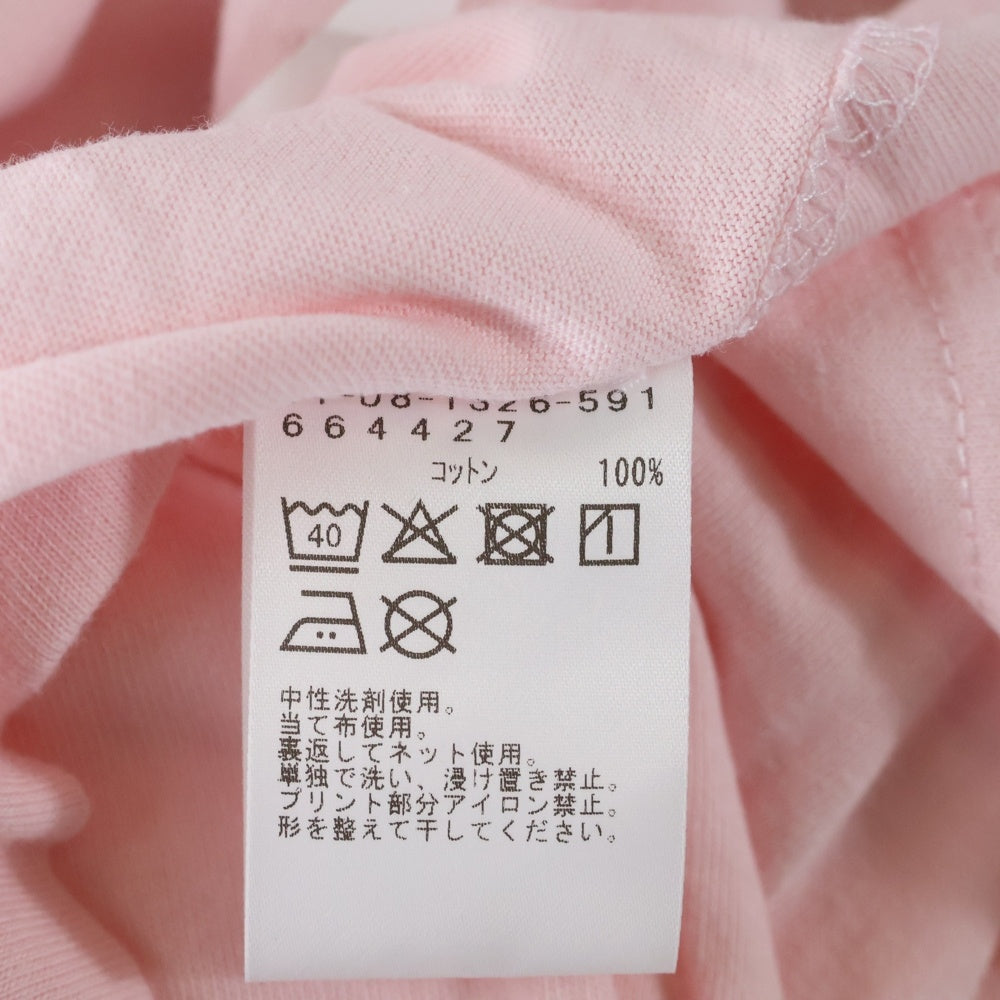 08-1326-591
664427
コットン 100%
40
中性洗剤使用。
当て布使用。
裏返してネット使用。
単独で洗い、浸け置き禁止。
プリント部分アイロン禁止。
形を整えて干してください。